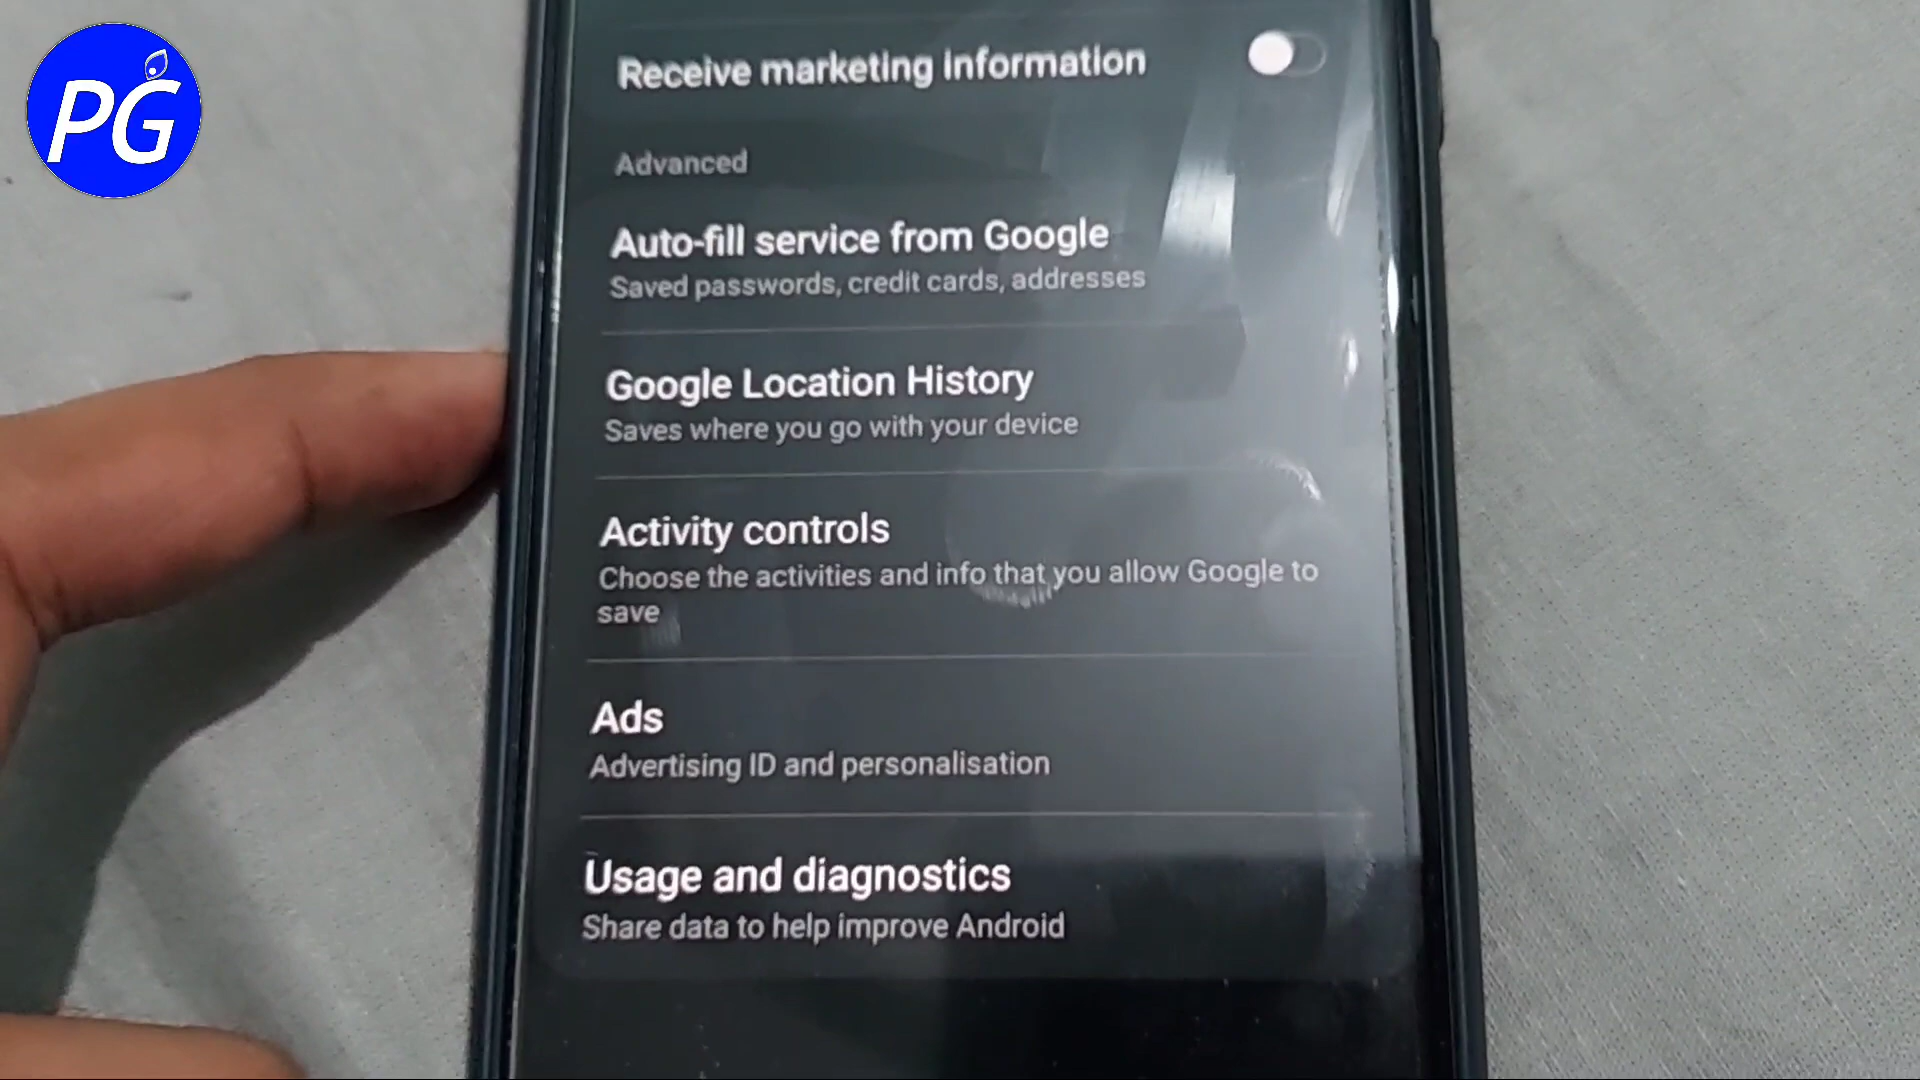 PG
Receive marketing information
Advanced
Auto-fill service from Google
Saved passwords, credit cards, addresses
Google Location History
Saves where you go with your device
Activity controls
Choose the activities and info that you allow Google to
save
Ads
Advertising ID and personalisation
Usage and diagnostics
Share data to help improve Android